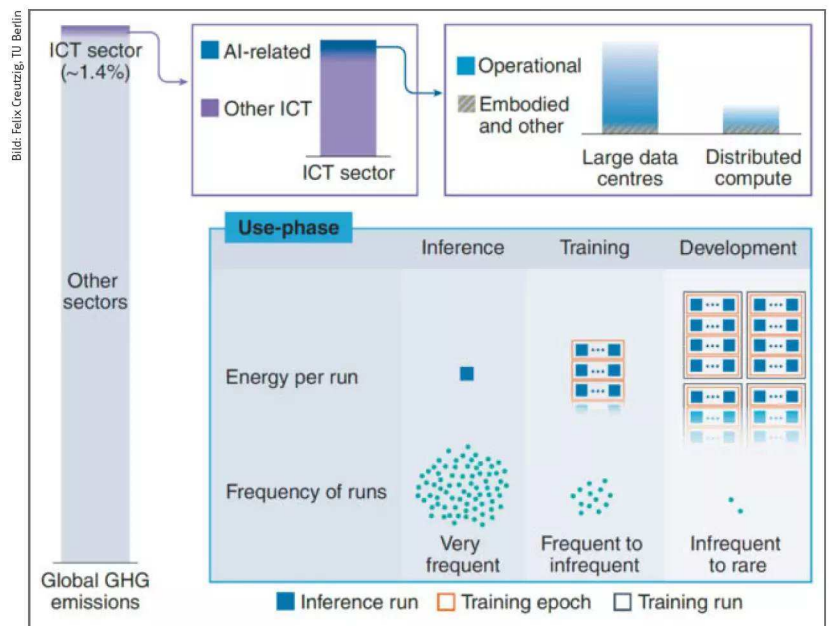 Bild: Felix Creutzig, TU Berlin
ICT sector
(~1.4%)
Other
sectors
Global GHG
emissions
AI-related
Other ICT
ICT sector
Operational
Embodied
and other
Large data
centres
Distributed
compute
Use-phase
Inference
Training
Development
Energy per run
Frequency of runs
Very
frequent
Frequent to
infrequent
Infrequent
to rare
Inference run
Training epoch
Training run